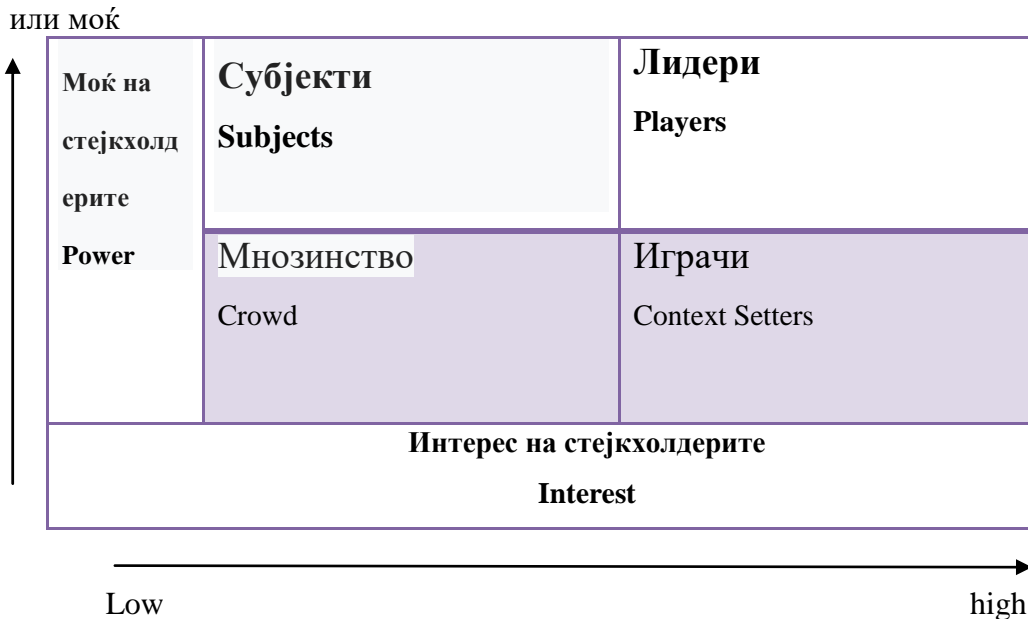 или моќ
Моќ на
стејкхолд
ерите
Power
Субјекти
Subjects
Лидери
Players
Мнозинство
Crowd
Играчи
Context Setters
Интерес на стејкхолдерите
Interest
Low
high